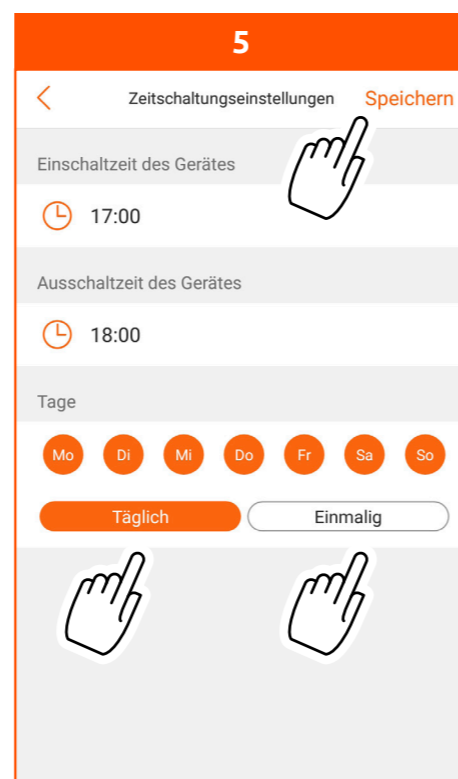 5
Zeitschaltungseinstellungen Speichern
Einschaltzeit des Gerätes
17:00
Ausschaltzeit des Gerätes
18:00
Tage
Mo Di Mi Do Fr Sa So
Täglich Einmalig